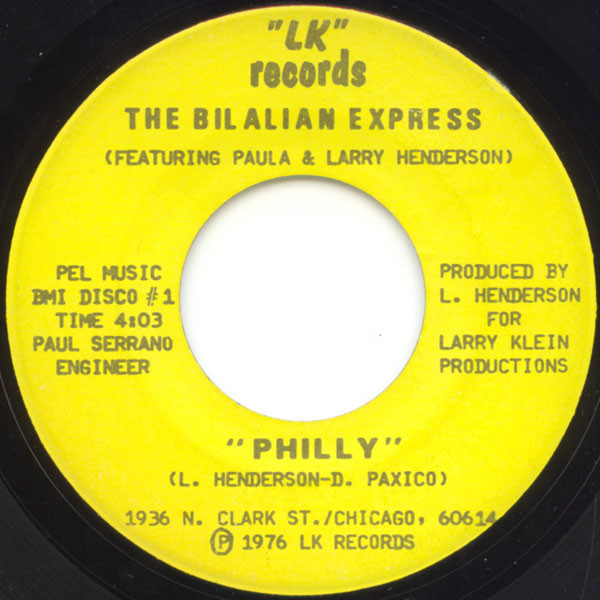 "LK"
records
THE BILALIAN EXPRESS
(FEATURING PAULA & LARRY HENDERSON)
PEL MUSIC
BMI DISCO #1
TIME 4:03
PAUL SERRANO
ENGINEER
PRODUCED BY
L. HENDERSON
FOR
LARRY KLEIN
PRODUCTIONS
"PHILLY"
(L. HENDERSON-D. PAXICO)
1936 N. CLARK ST./CHICAGO, 60614
Ⓟ 1976 LK RECORDS